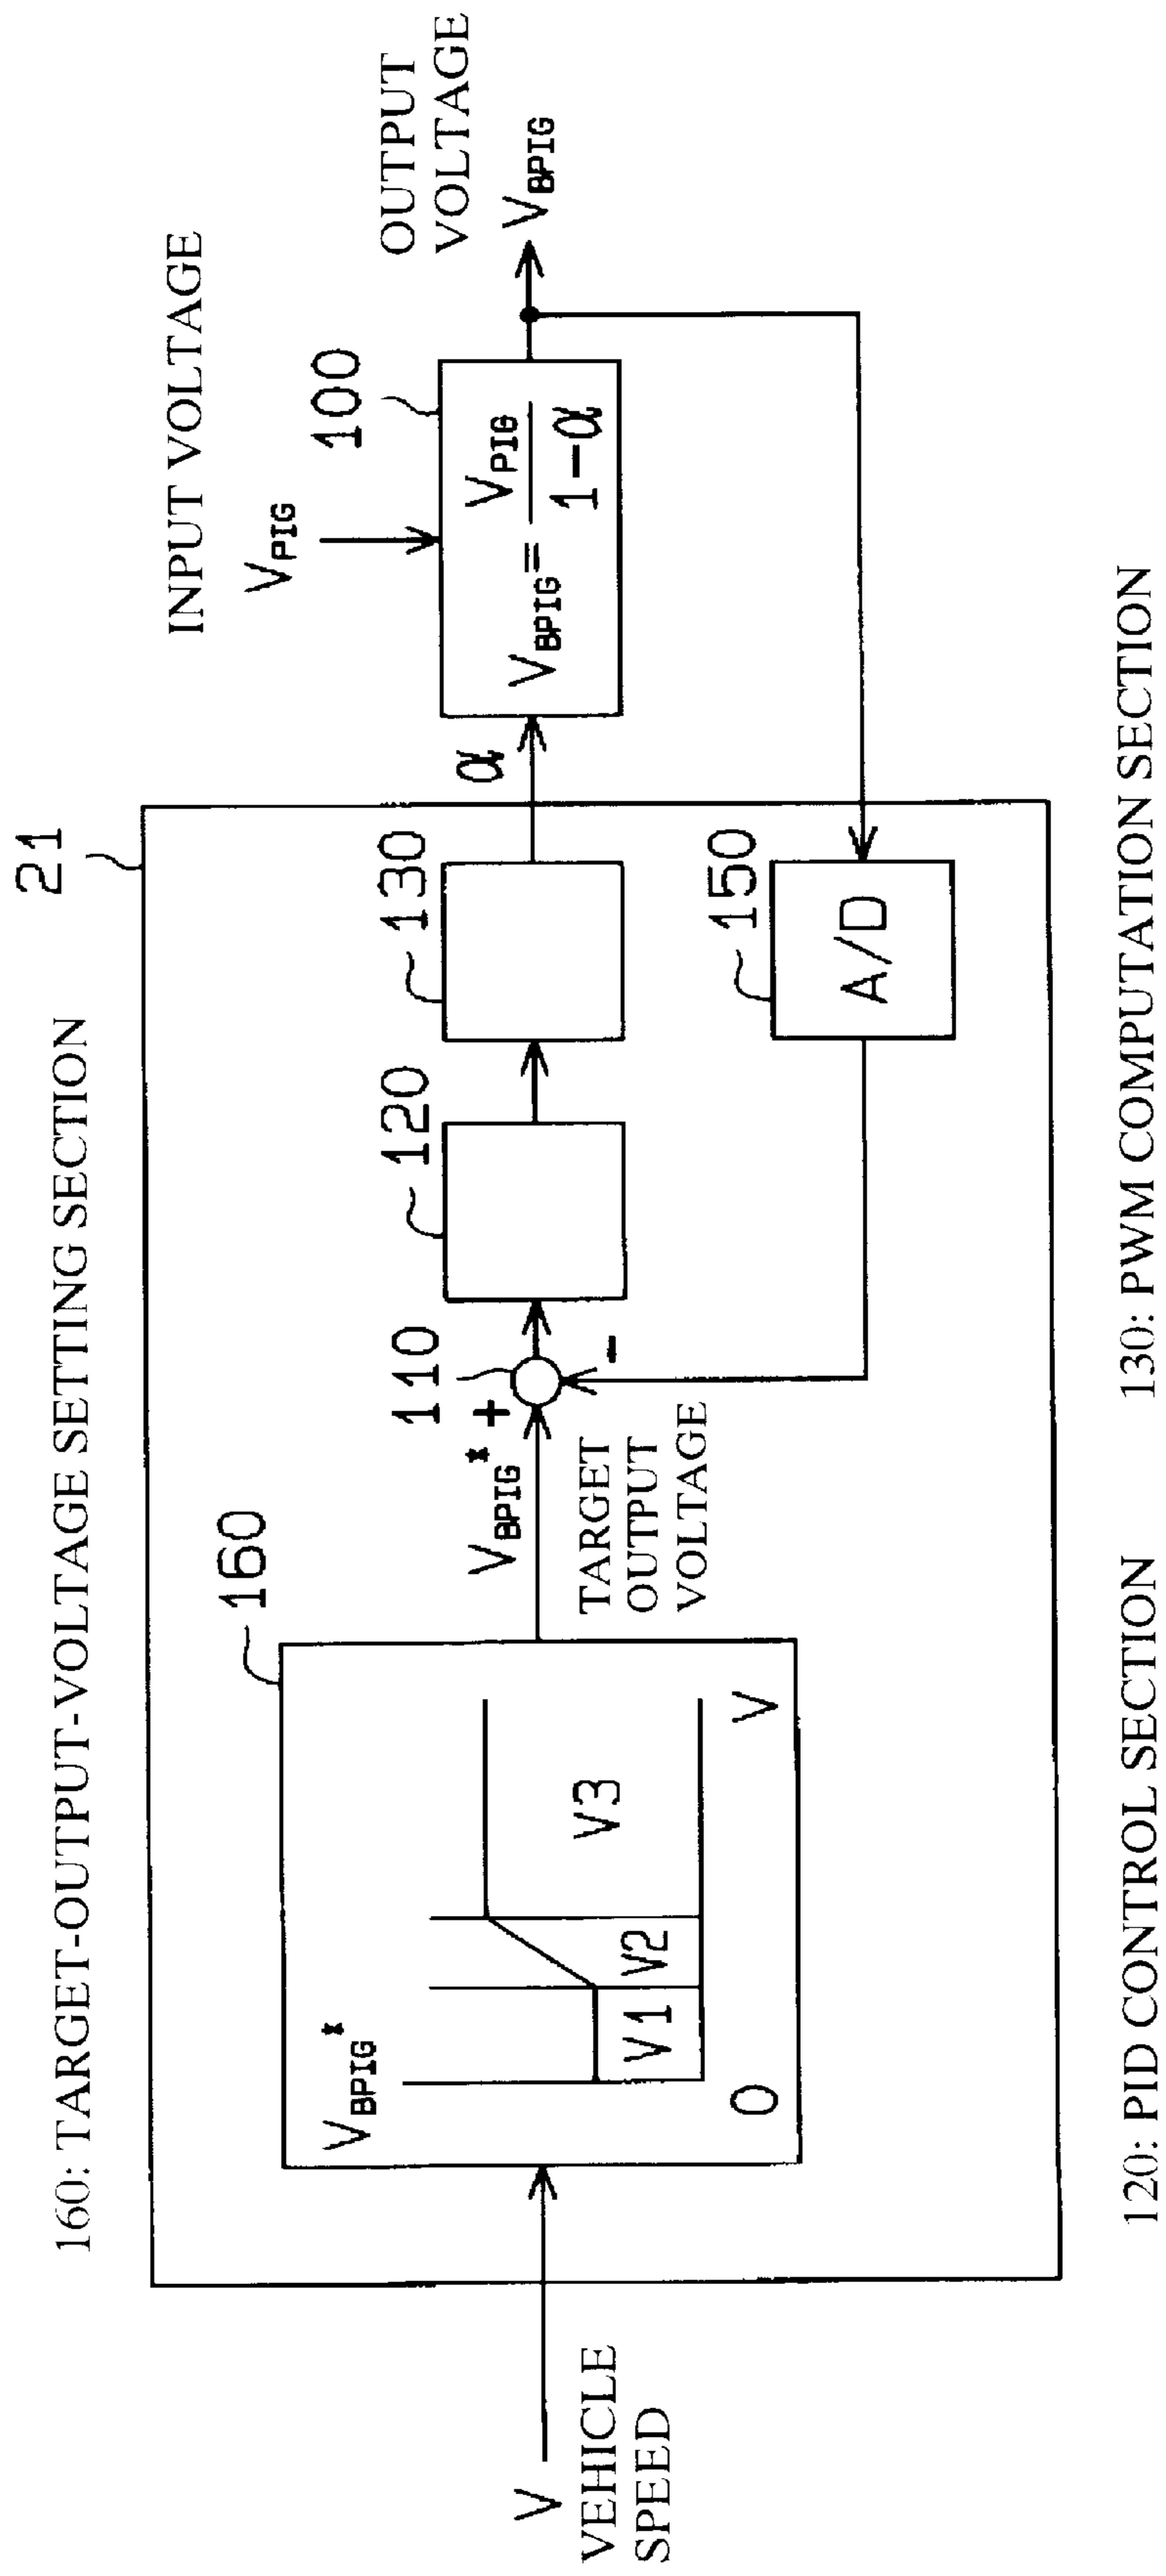 21
160: TARGET-OUTPUT-VOLTAGE SETTING SECTION
V
VEHICLE
SPEED
160
V_BPIG*
V1
V2
V3
0
V
V_BPIG*
TARGET
OUTPUT
VOLTAGE
110
+
-
120
130
150
A/D
α
INPUT VOLTAGE
V_PIG
100
V_BPIG = V_PIG / 1-α
OUTPUT
VOLTAGE
V_BPIG
120: PID CONTROL SECTION
130: PWM COMPUTATION SECTION